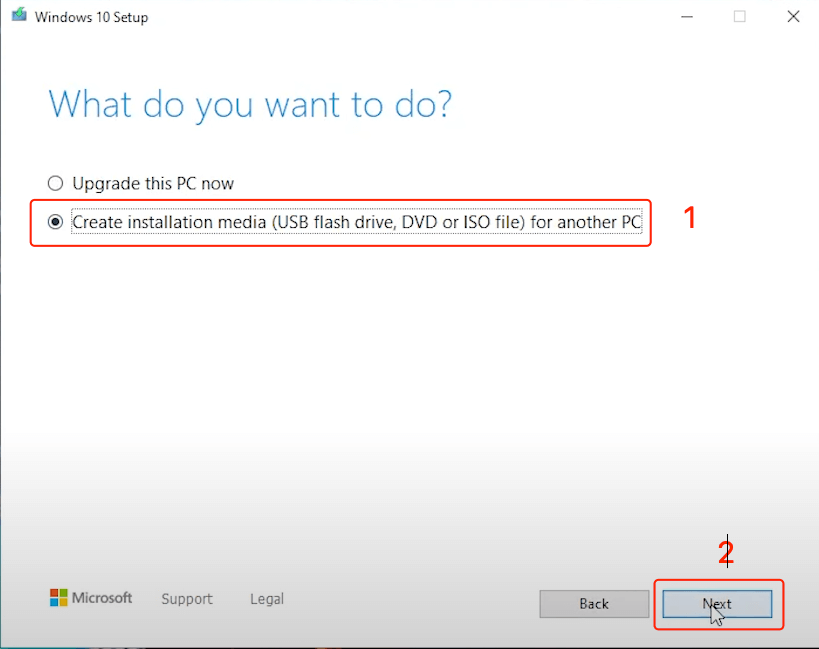 Windows 10 Setup
What do you want to do?
Upgrade this PC now
Create installation media (USB flash drive, DVD or ISO file) for another PC
1
2
Microsoft Support Legal
Back Next